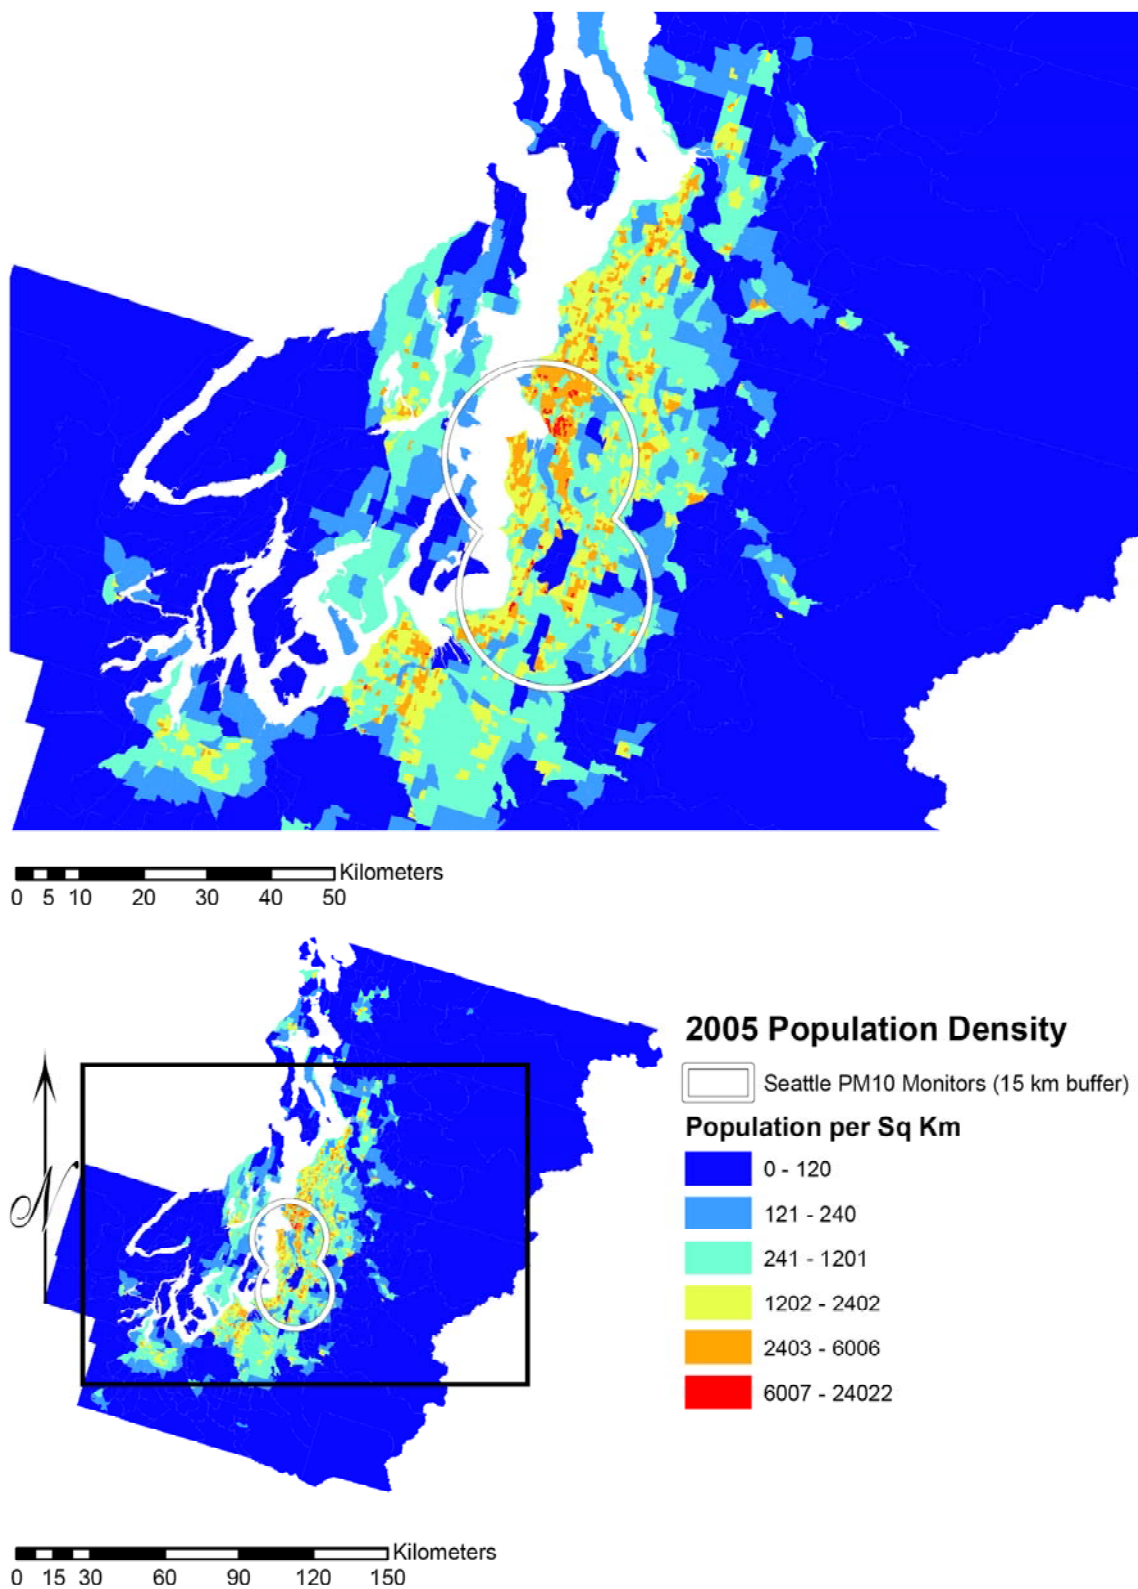 Kilometers
0 5 10 20 30 40 50
2005 Population Density
Seattle PM10 Monitors (15 km buffer)
Population per Sq Km
0 - 120
121 - 240
241 - 1201
1202 - 2402
2403 - 6006
6007 - 24022
N
Kilometers
0 15 30 60 90 120 150